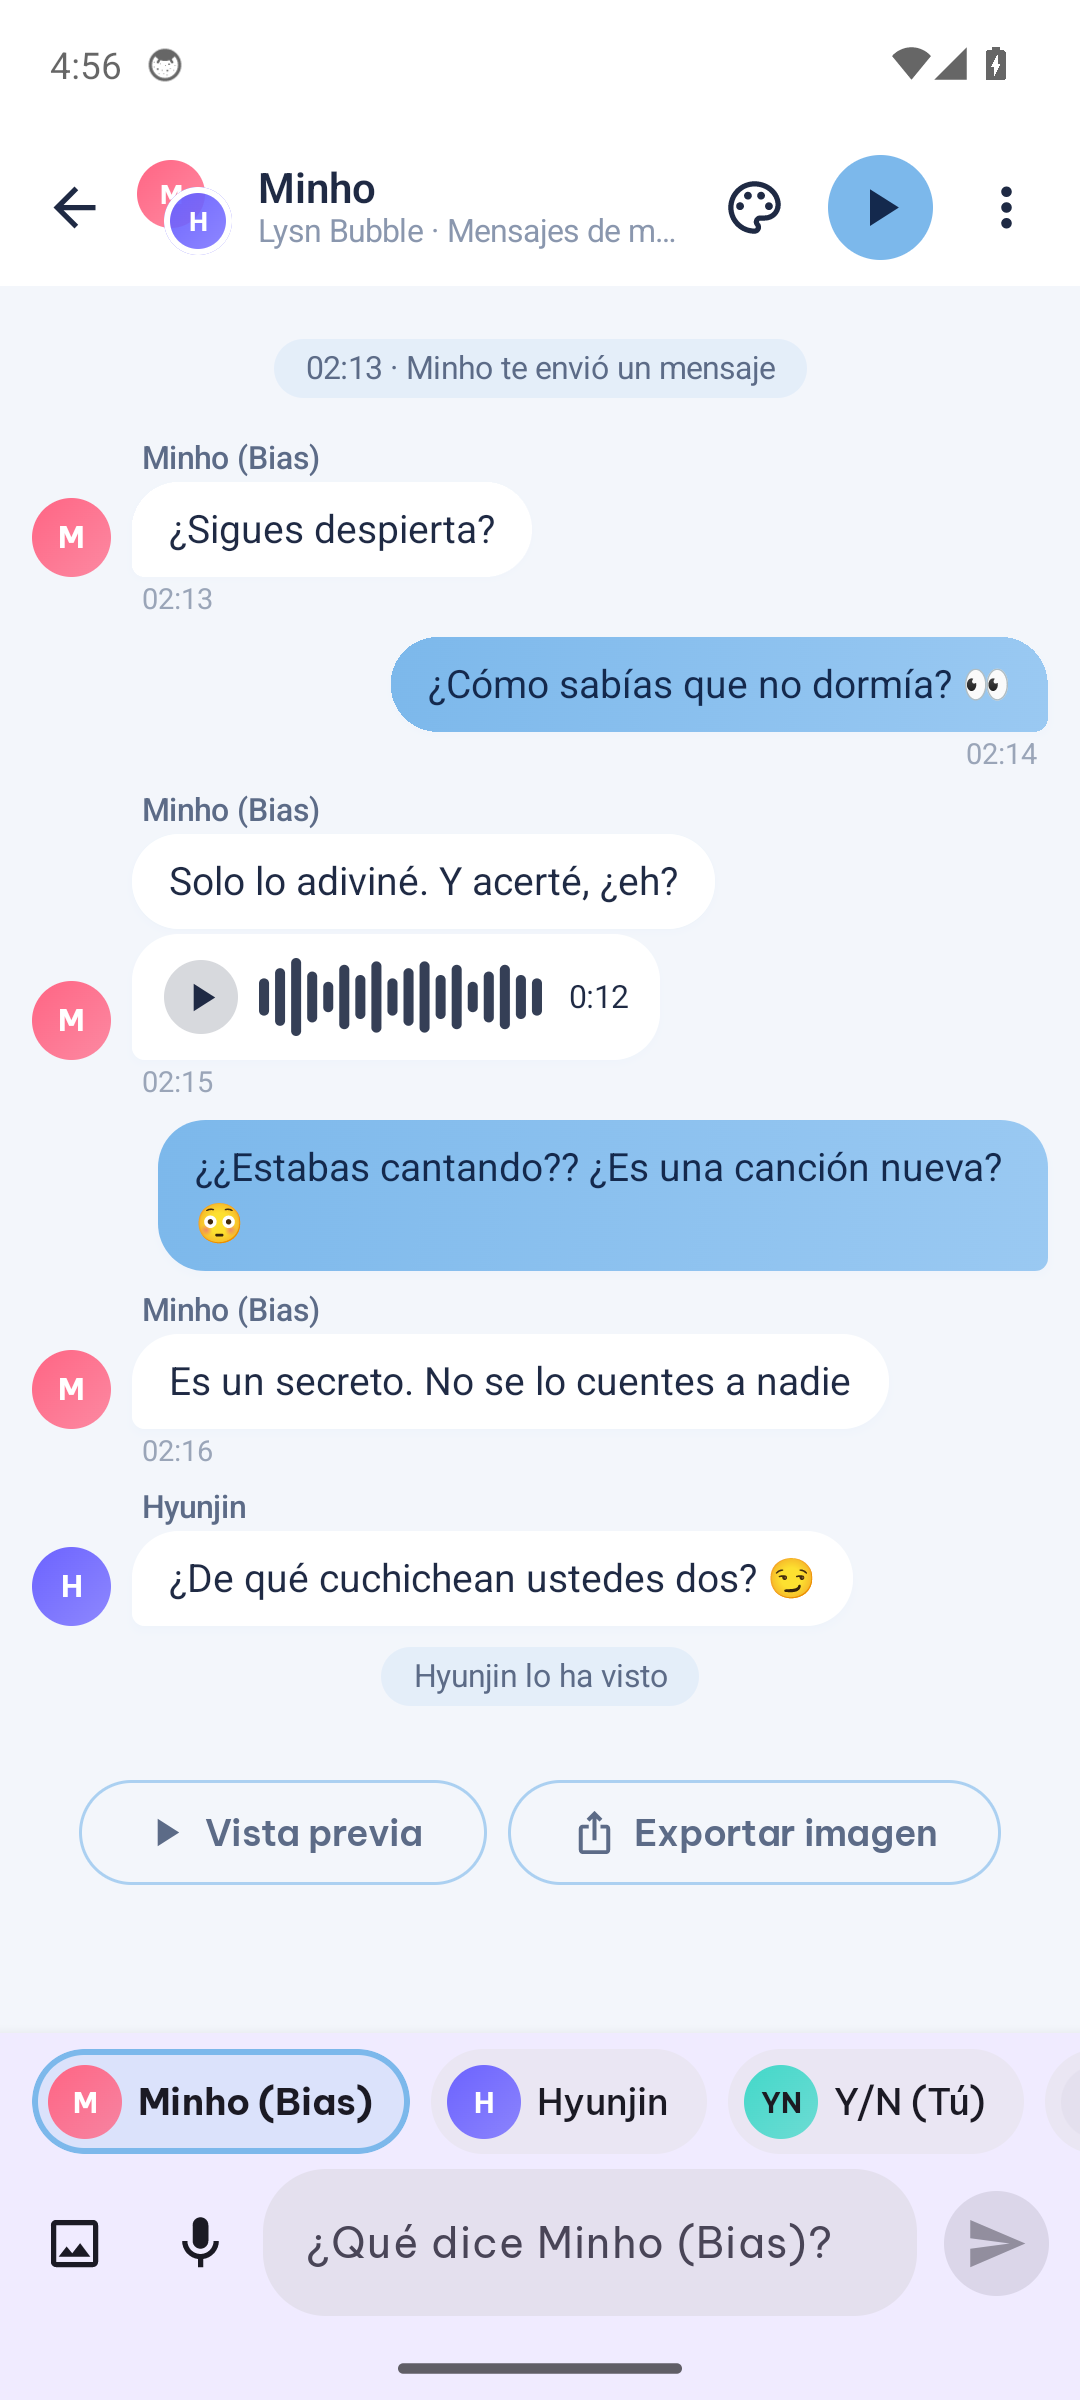 4:56
M
H
Minho
Lysn Bubble · Mensajes de m...
02:13 · Minho te envió un mensaje
Minho (Bias)
M
¿Sigues despierta?
02:13
¿Cómo sabías que no dormía? 👀
02:14
Minho (Bias)
Solo lo adiviné. Y acerté, ¿eh?
M
0:12
02:15
¿¿Estabas cantando?? ¿Es una canción nueva?
😳
Minho (Bias)
M
Es un secreto. No se lo cuentes a nadie
02:16
Hyunjin
H
¿De qué cuchichean ustedes dos? 😏
Hyunjin lo ha visto
Vista previa
Exportar imagen
M
Minho (Bias)
H
Hyunjin
YN
Y/N (Tú)
¿Qué dice Minho (Bias)?